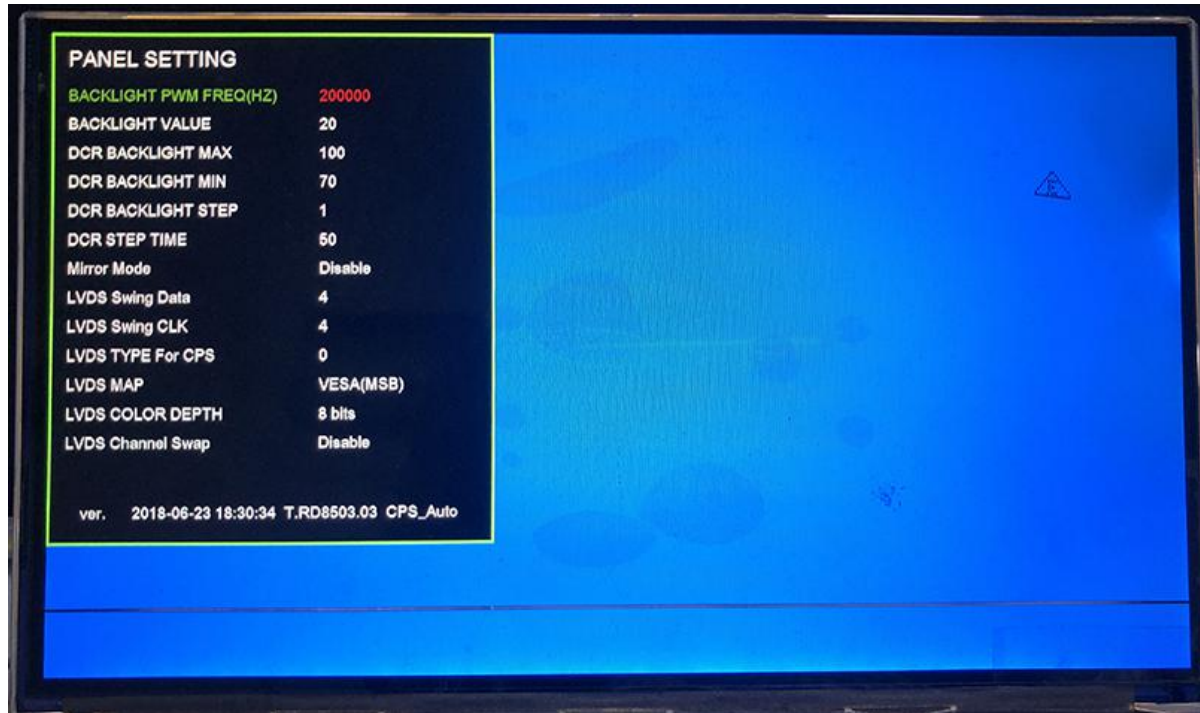 PANEL SETTING
BACKLIGHT PWM FREQ(HZ) 200000
BACKLIGHT VALUE 20
DCR BACKLIGHT MAX 100
DCR BACKLIGHT MIN 70
DCR BACKLIGHT STEP 1
DCR STEP TIME 50
Mirror Mode Disable
LVDS Swing Data 4
LVDS Swing CLK 4
LVDS TYPE For CPS 0
LVDS MAP VESA(MSB)
LVDS COLOR DEPTH 8 bits
LVDS Channel Swap Disable
ver. 2018-06-23 18:30:34 T.RD8503.03 CPS_Auto